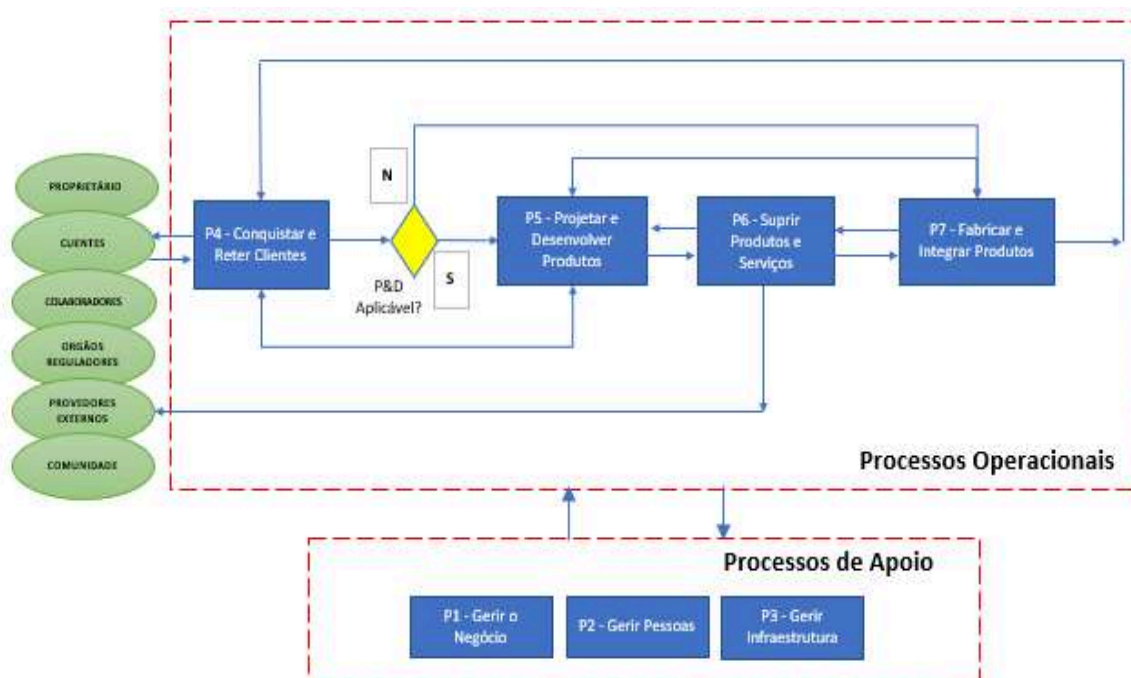 PROPRIETÁRIO
CLIENTES
COLABORADORES
ORGÃOS
REGULADORES
PROVEDORES
EXTERNOS
COMUNIDADE
P4 - Conquistar e
Reter Clientes
N
S
P&D
Aplicável?
P5 - Projetar e
Desenvolver
Produtos
P6 - Suprir
Produtos e
Serviços
P7 - Fabricar e
Integrar Produtos
Processos Operacionais
Processos de Apoio
P1 - Gerir o
Negócio
P2 - Gerir Pessoas
P3 - Gerir
Infraestrutura